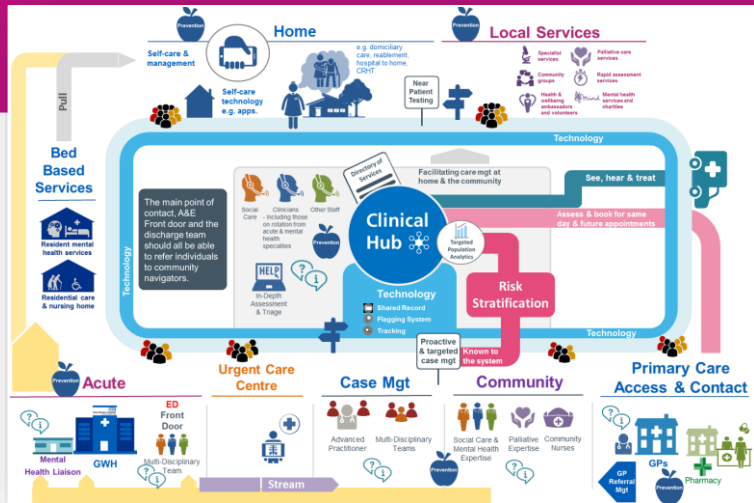 Prevention
Home
Self-care &
management
Self-care
technology
e.g. apps.
e.g. domiciliary
care, reablement,
hospital to home,
CRHT.
Near
Patient
Testing
Prevention
Local Services
Specialist
services
Palliative care
services
Community
groups
Rapid assessment
services
Health &
wellbeing
ambassadors
and volunteers
mind
Mental health
services and
charities
Pull
Bed
Based
Services
Resident mental
health services
Residential care
& nursing home
Technology
Technology
Technology
The main point of
contact, A&E
Front door and the
discharge team
should all be able
to refer individuals
to community
navigators.
Social
Care
Clinicians
- Including those
on rotation from
acute & mental
health
specialties
Other Staff
Prevention
HELP
In-Depth
Assessment
& Triage
Directory of
Services
Facilitating care mgt at
home & the community
Clinical
Hub
Targeted
Population
Analytics
Technology
Shared Record
Flagging System
Tracking
See, hear & treat
Assess & book for same
day & future appointments
Risk
Stratification
Proactive
& targeted
case mgt
Known to
the system
Prevention
Acute
Mental
Health Liaison
GWH
ED
Front
Door
Multi-Disciplinary
Team
Urgent Care
Centre
Stream
Case Mgt
Advanced
Practitioner
Multi-Disciplinary
Teams
Prevention
Community
Social Care &
Mental Health
Expertise
Palliative
Expertise
Community
Nurses
Primary Care
Access & Contact
Prevention
GPs
Pharmacy
GP
Referral
Mgt
Prevention